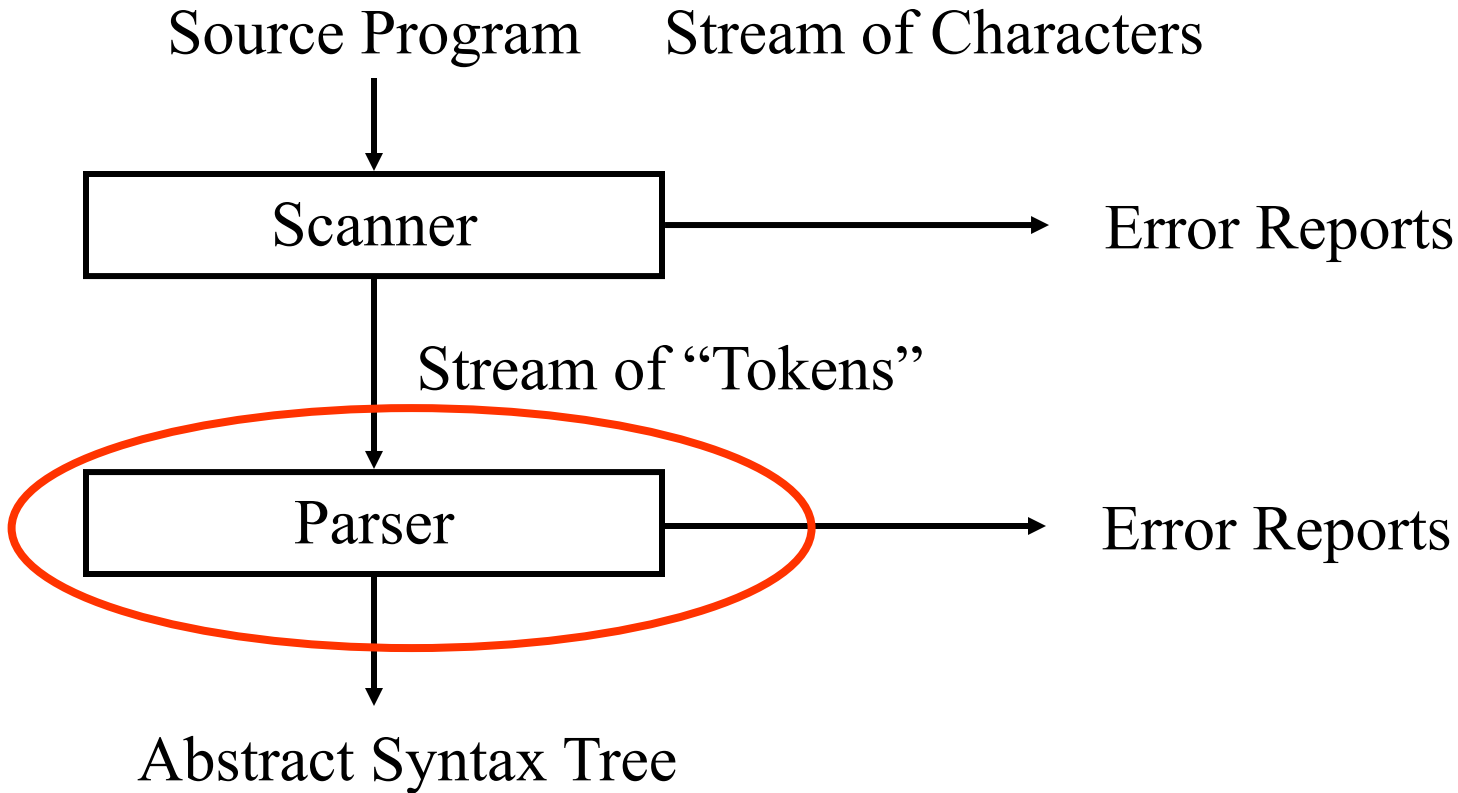 Source Program
Stream of Characters
Scanner
Error Reports
Stream of “Tokens”
Parser
Error Reports
Abstract Syntax Tree